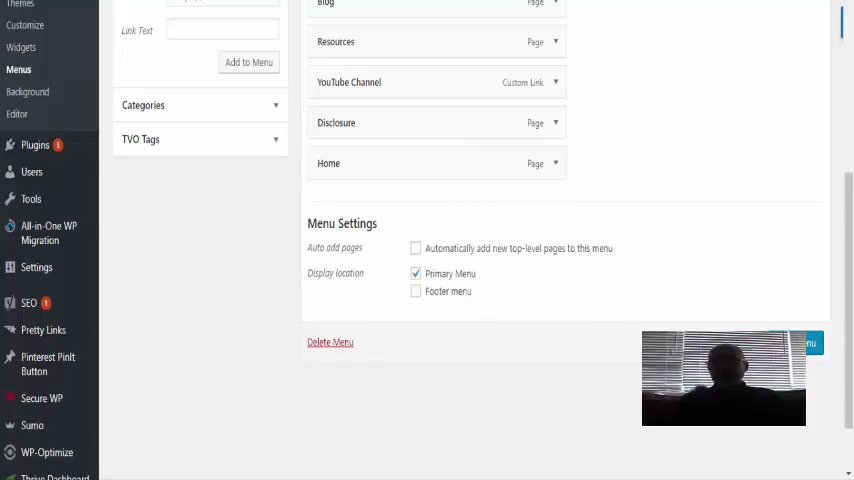 Themes
Customize
Widgets
Menus
Background
Editor
Plugins 5
Users
Tools
All-in-One WP
Migration
Settings
SEO 1
Pretty Links
Pinterest PinIt
Button
Secure WP
Sumo
WP-Optimize
Thrive Dashboard
Link Text
Add to Menu
Categories
TVO Tags
Blog Page
Resources Page
YouTube Channel Custom Link
Disclosure Page
Home Page
Menu Settings
Auto add pages Automatically add new top-level pages to this menu
Display location Primary Menu
Footer menu
Delete Menu